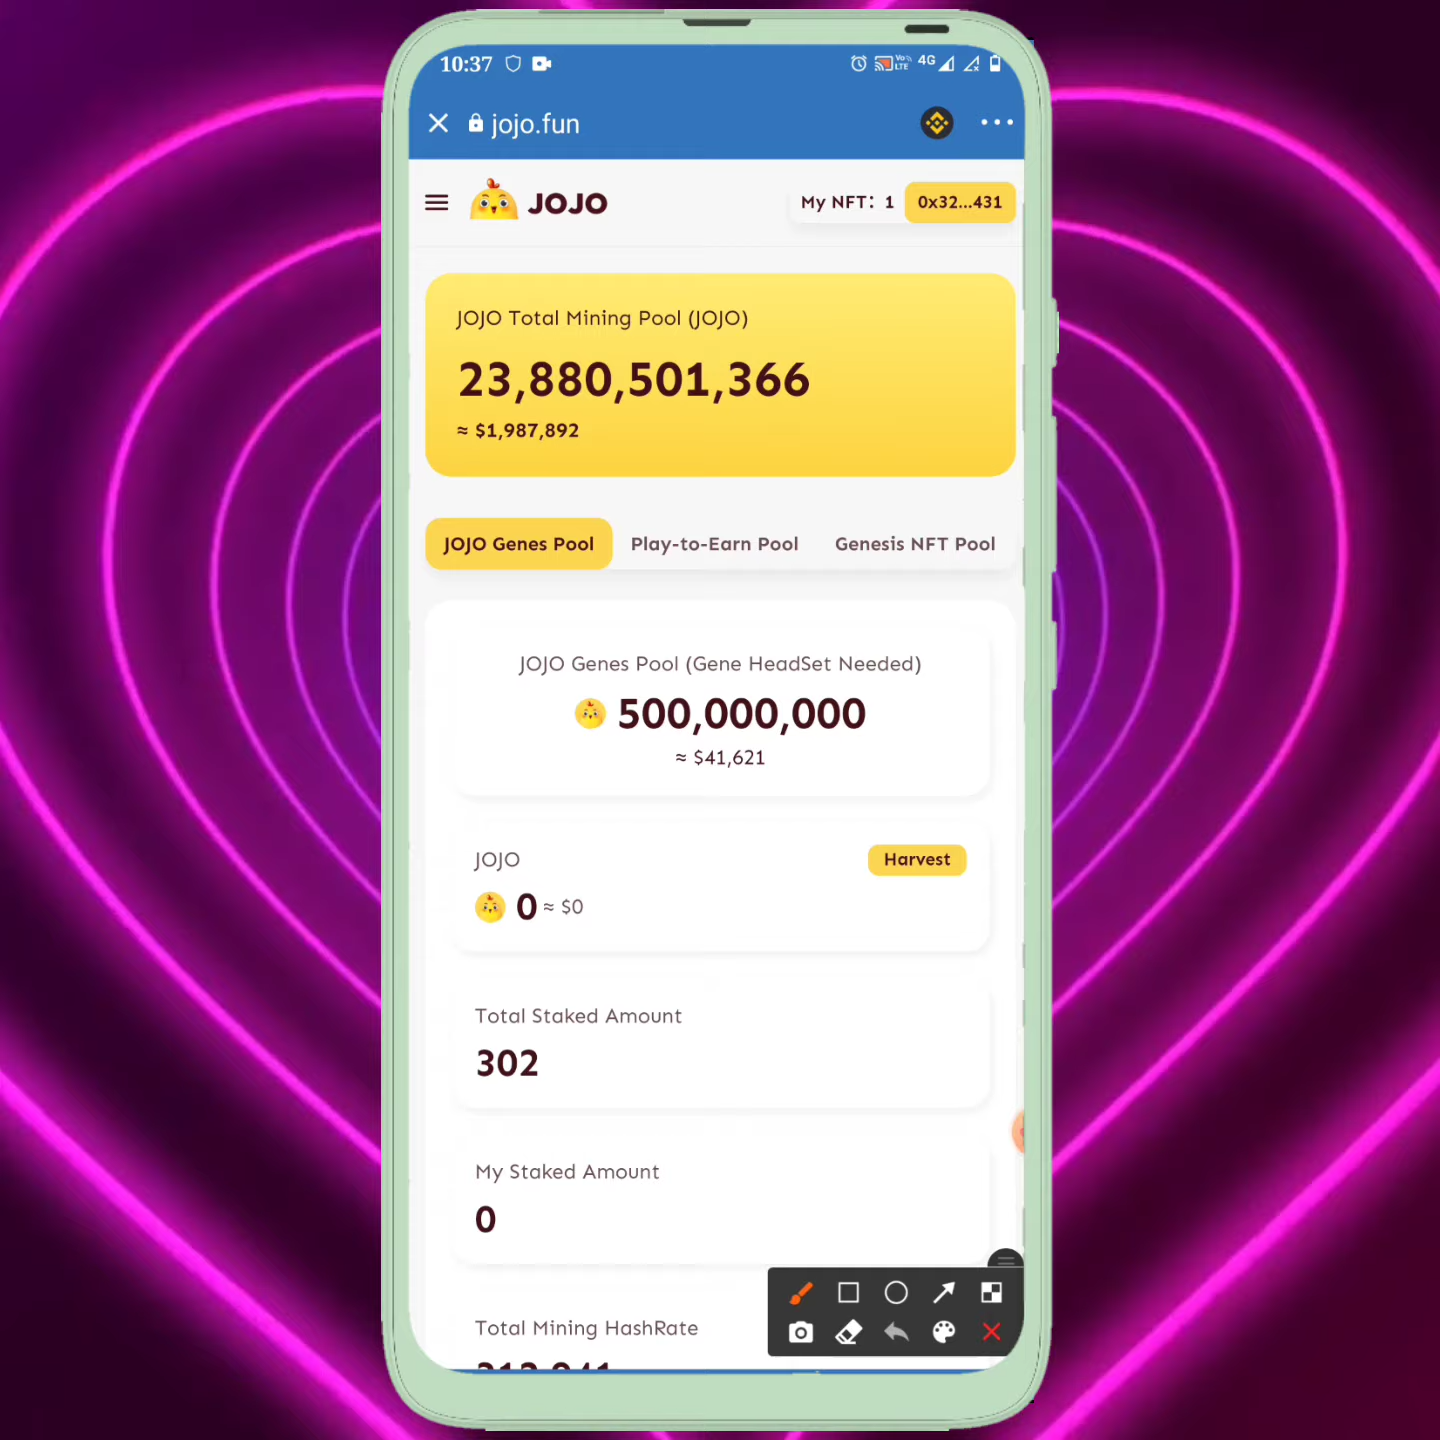 10:37
Vo)) LTE 4G
jojo.fun
JOJO
My NFT: 1
0x32...431
JOJO Total Mining Pool (JOJO)
23,880,501,366
≈ $1,987,892
JOJO Genes Pool
Play-to-Earn Pool
Genesis NFT Pool
JOJO Genes Pool (Gene HeadSet Needed)
500,000,000
≈ $41,621
JOJO
Harvest
0 ≈ $0
Total Staked Amount
302
My Staked Amount
0
Total Mining HashRate